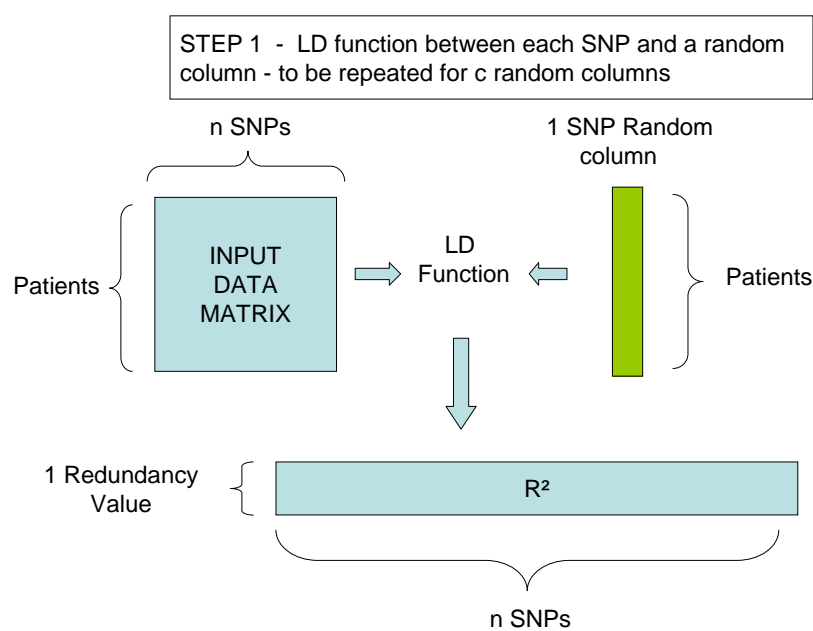 STEP 1 - LD function between each SNP and a random
column - to be repeated for c random columns
n SNPs
1 SNP Random
column
Patients
INPUT
DATA
MATRIX
LD
Function
Patients
1 Redundancy
Value
R²
n SNPs